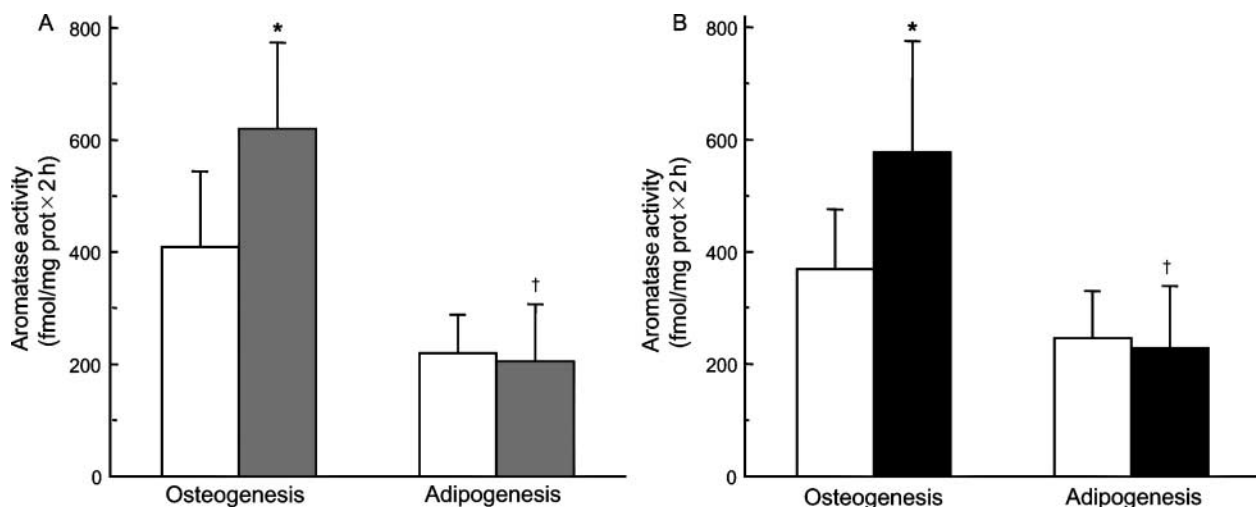 A
800
600
400
200
0
Aromatase activity
(fmol/mg prot × 2 h)
*
†
Osteogenesis
Adipogenesis
B
800
600
400
200
0
Aromatase activity
(fmol/mg prot × 2 h)
*
†
Osteogenesis
Adipogenesis